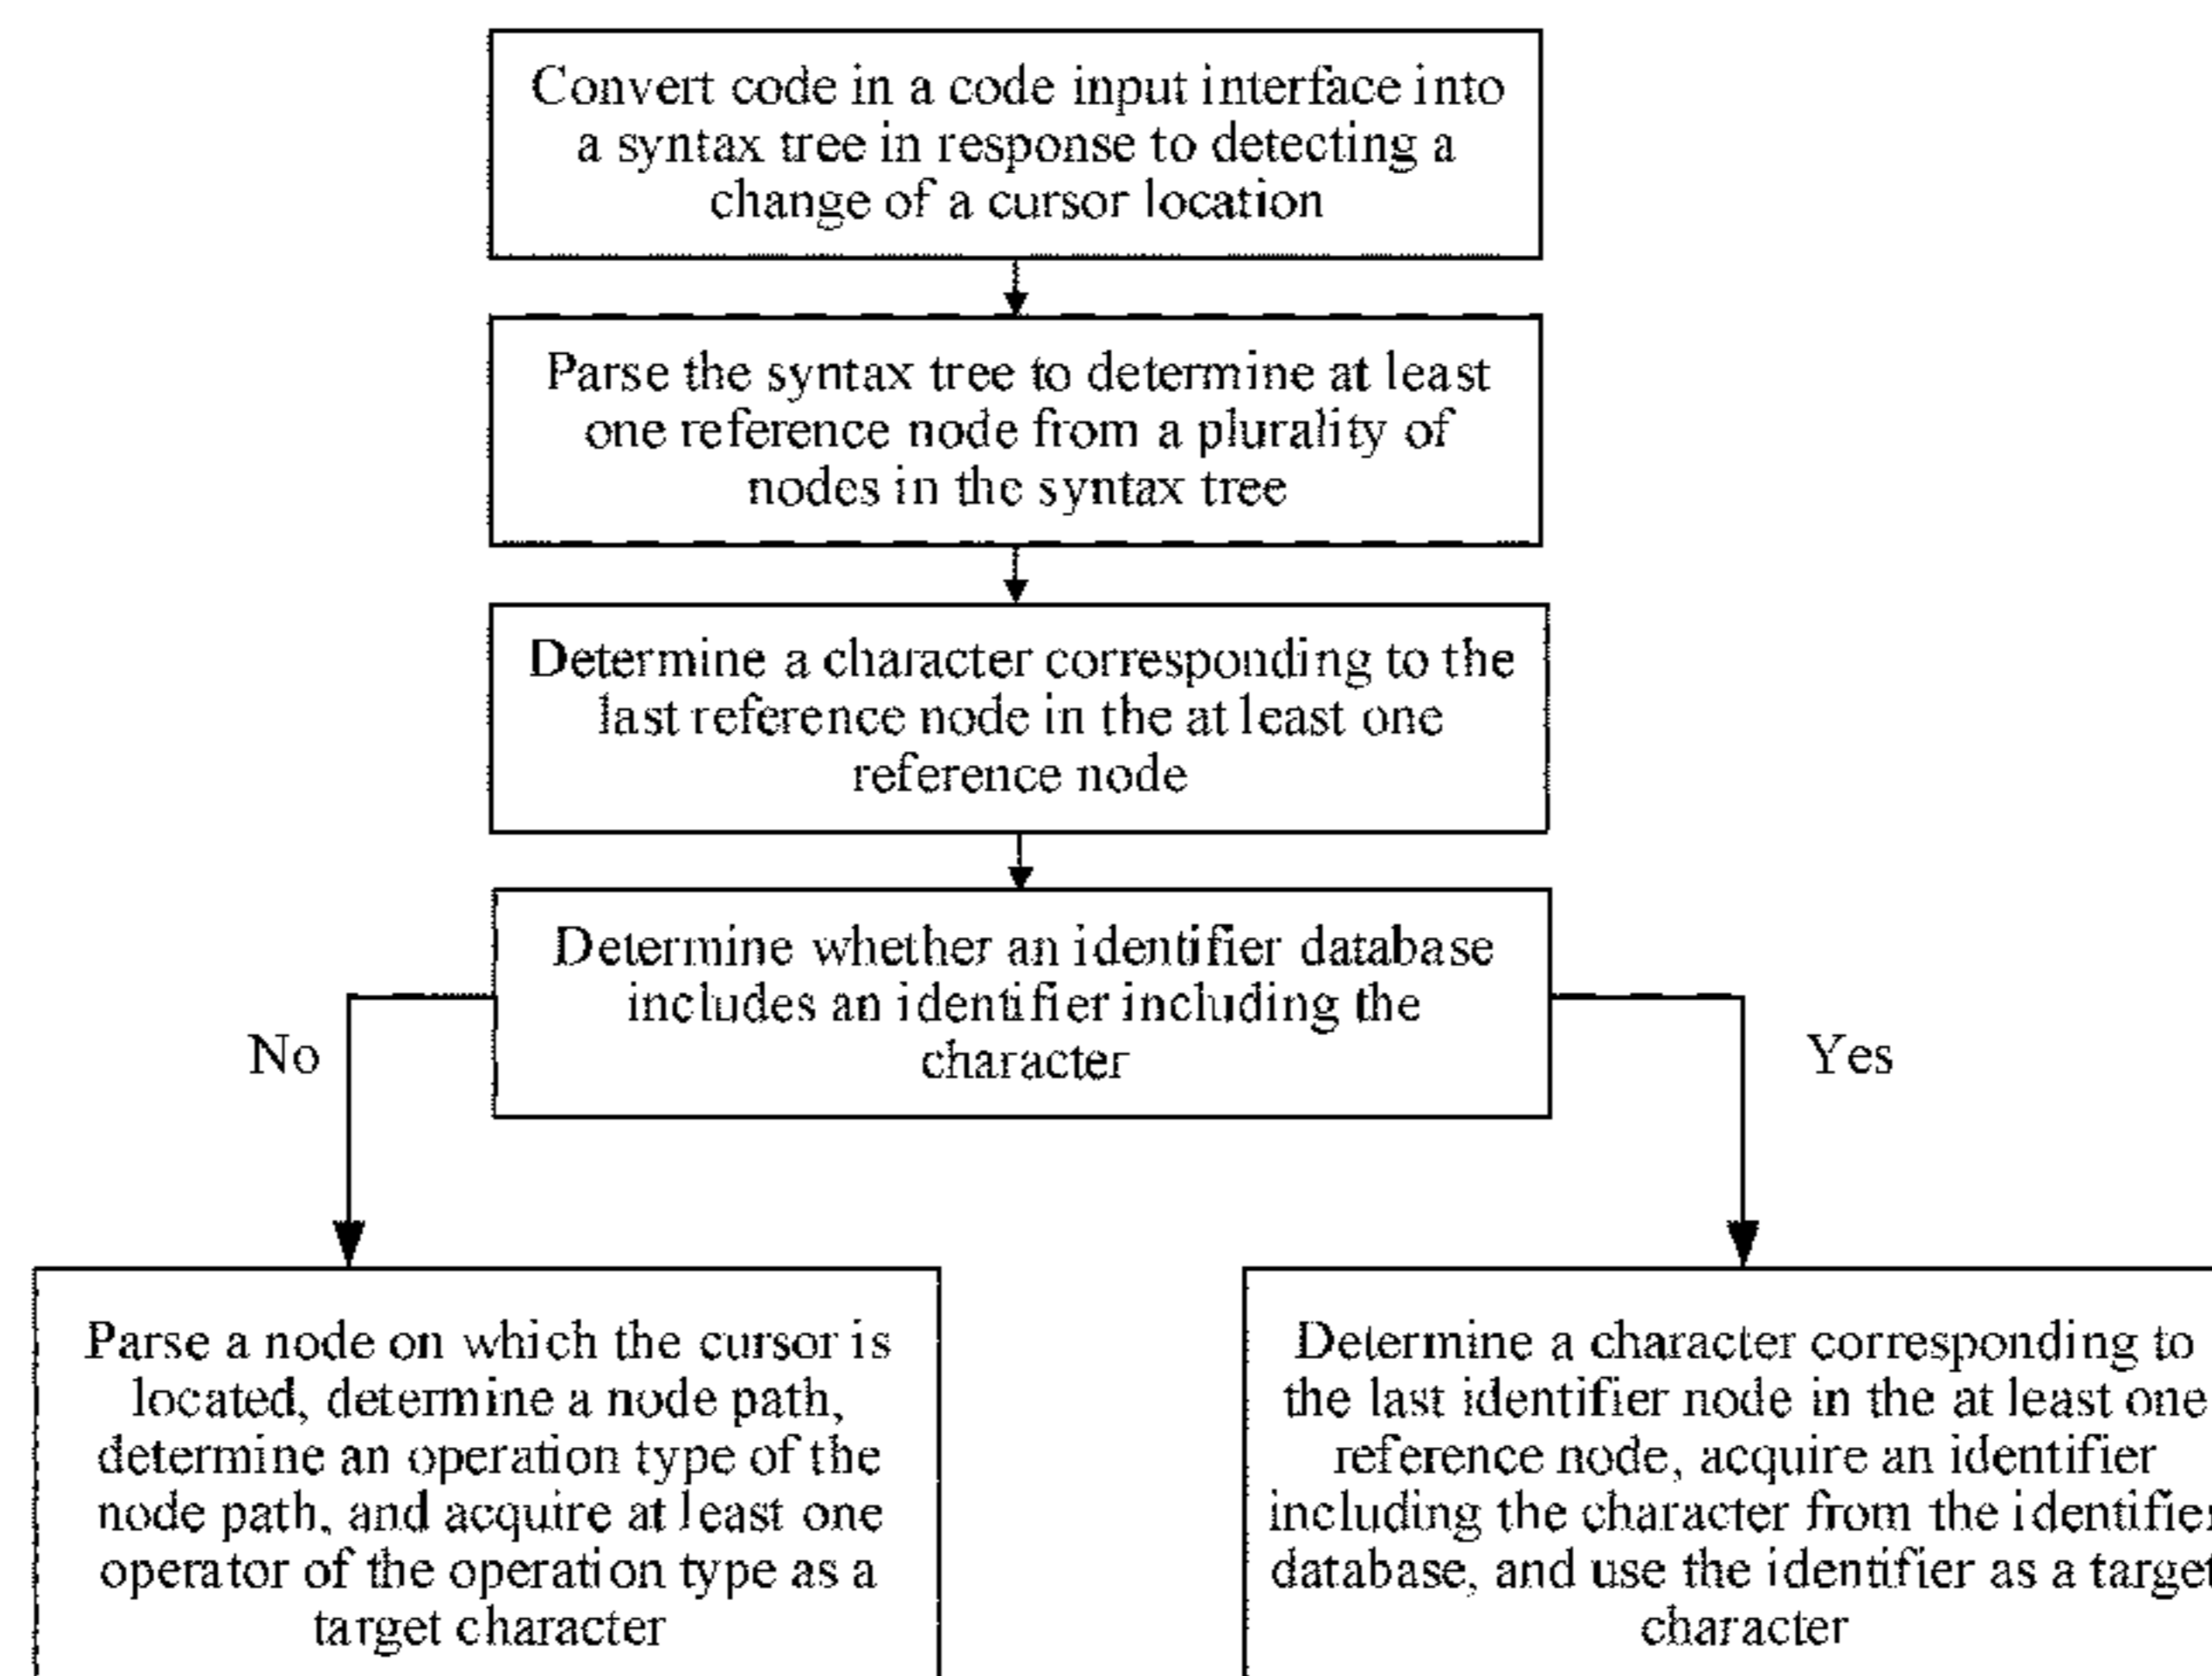 Convert code in a code input interface into
a syntax tree in response to detecting a
change of a cursor location
Parse the syntax tree to determine at least
one reference node from a plurality of
nodes in the syntax tree
Determine a character corresponding to the
last reference node in the at least one
reference node
Determine whether an identifier database
includes an identifier including the
character
No
Yes
Parse a node on which the cursor is
located, determine a node path,
determine an operation type of the
node path, and acquire at least one
operator of the operation type as a
target character
Determine a character corresponding to
the last identifier node in the at least one
reference node, acquire an identifier
including the character from the identifier
database, and use the identifier as a target
character